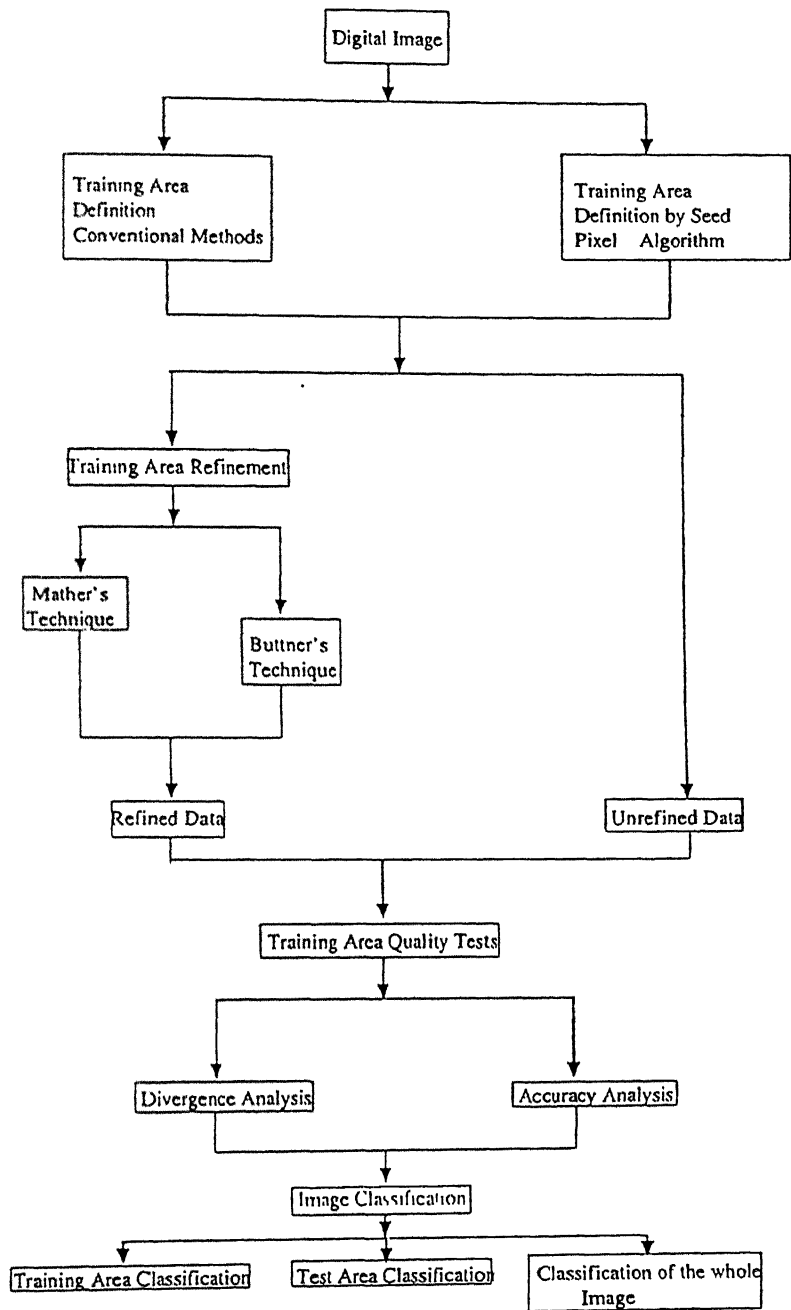 Digital Image
Training Area
Definition
Conventional Methods
Training Area
Definition by Seed
Pixel Algorithm
Training Area Refinement
Mather's
Technique
Buttner's
Technique
Refined Data
Unrefined Data
Training Area Quality Tests
Divergence Analysis
Accuracy Analysis
Image Classification
Training Area Classification
Test Area Classification
Classification of the whole
Image